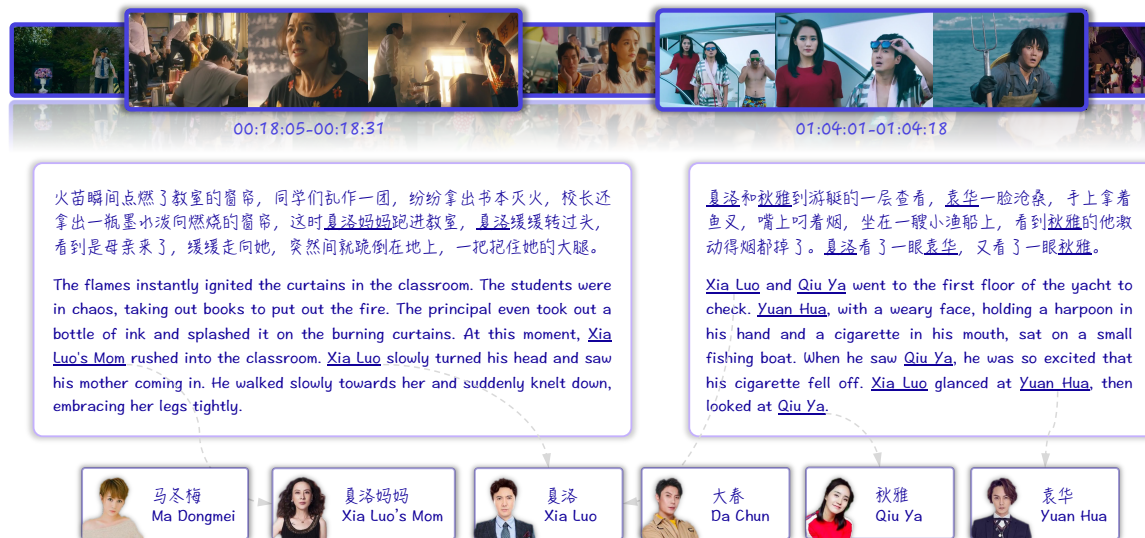 00:18:05-00:18:31
01:04:01-01:04:18
火苗瞬间点燃了教室的窗帘，同学们乱作一团，纷纷拿出书本灭火，校长还
拿出一瓶墨水泼向燃烧的窗帘，这时夏洛妈妈跑进教室，夏洛缓缓转过头，
看到是母亲来了，缓缓走向她，突然间就跪倒在地上，一把抱住她的大腿。
The flames instantly ignited the curtains in the classroom. The students were
in chaos, taking out books to put out the fire. The principal even took out a
bottle of ink and splashed it on the burning curtains. At this moment, Xia
Luo's Mom rushed into the classroom. Xia Luo slowly turned his head and saw
his mother coming in. He walked slowly towards her and suddenly knelt down,
embracing her legs tightly.
夏洛和秋雅到游艇的一层查看，袁华一脸沧桑，手上拿着
鱼叉，嘴上叼着烟，坐在一艘小渔船上，看到秋雅的他激
动得烟都掉了。夏洛看了一眼袁华，又看了一眼秋雅。
Xia Luo and Qiu Ya went to the first floor of the yacht to
check. Yuan Hua, with a weary face, holding a harpoon in
his hand and a cigarette in his mouth, sat on a small
fishing boat. When he saw Qiu Ya, he was so excited that
his cigarette fell off. Xia Luo glanced at Yuan Hua, then
looked at Qiu Ya.
马冬梅
Ma Dongmei
夏洛妈妈
Xia Luo's Mom
夏洛
Xia Luo
大春
Da Chun
秋雅
Qiu Ya
袁华
Yuan Hua